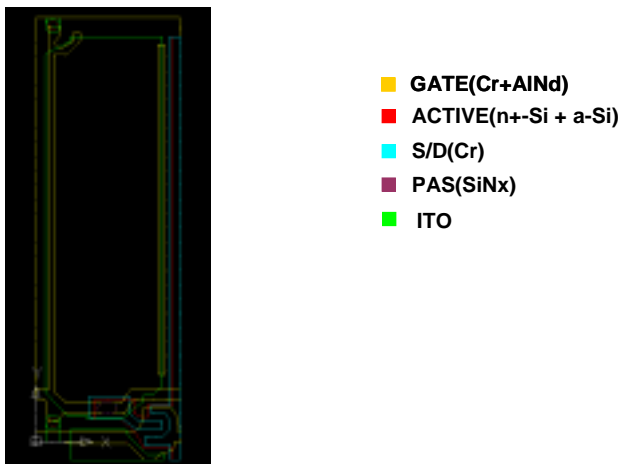 GATE(Cr+AlNd)
ACTIVE(n+-Si + a-Si)
S/D(Cr)
PAS(SiNx)
ITO
Y
X